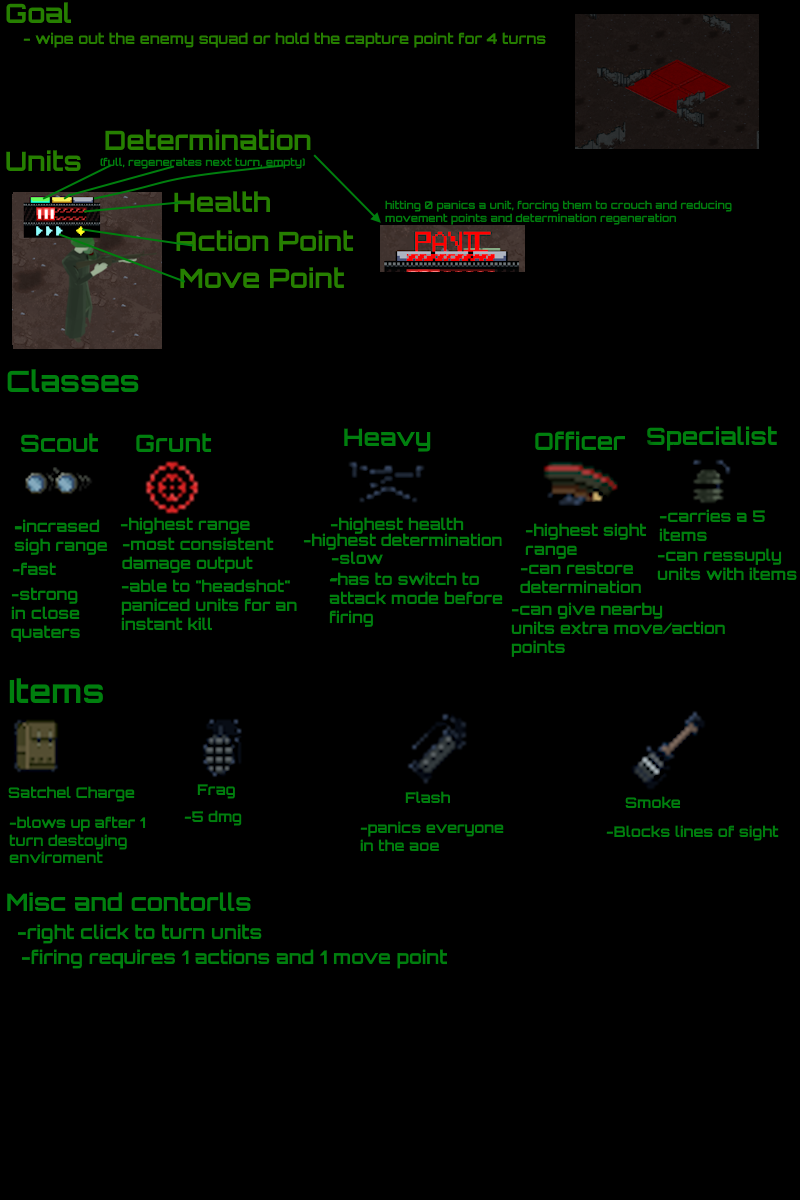 Goal
- wipe out the enemy squad or hold the capture point for 4 turns
Determination
(full, regenerates next turn, empty)
Units
Health
Action Point
Move Point
hitting 0 panics a unit, forcing them to crouch and reducing
movement points and determination regeneration
PANIC
Classes
Scout
-incrased
sigh range
-fast
-strong
in close
quaters
Grunt
-highest range
-most consistent
damage output
-able to "headshot"
paniced units for an
instant kill
Heavy
-highest health
-highest determination
-slow
-has to switch to
attack mode before
firing
Officer
-highest sight
range
-can restore
determination
-can give nearby
units extra move/action
points
Specialist
-carries a 5
items
-can ressuply
units with items
Items
Satchel Charge
-blows up after 1
turn destoying
enviroment
Frag
-5 dmg
Flash
-panics everyone
in the aoe
Smoke
-Blocks lines of sight
Misc and contorlls
-right click to turn units
-firing requires 1 actions and 1 move point